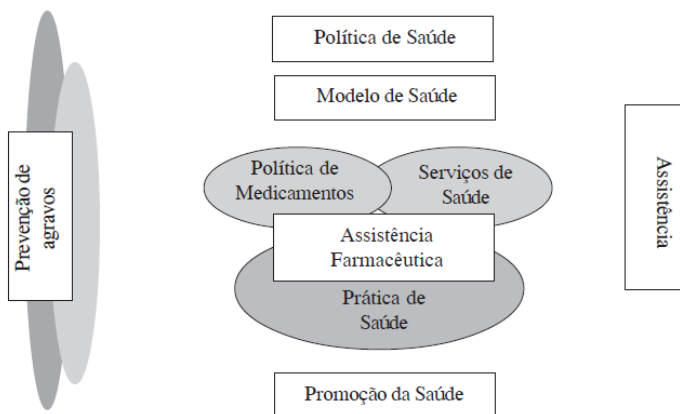 Política de Saúde
Modelo de Saúde
Política de
Medicamentos
Serviços de
Saúde
Prevenção de
agravos
Assistência
Farmacêutica
Assistência
Prática de
Saúde
Promoção da Saúde